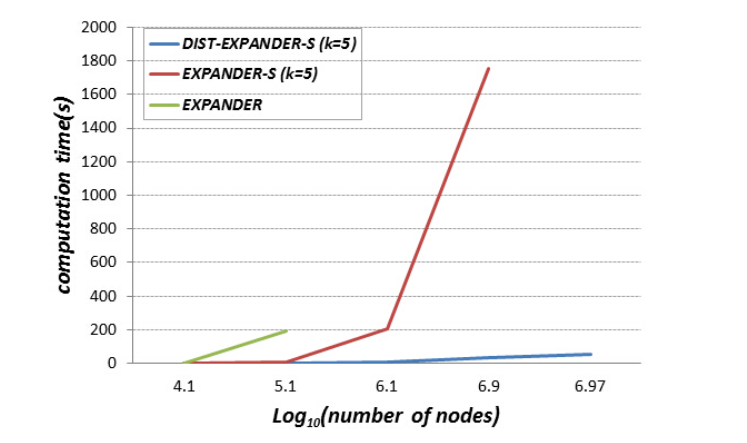 2000
1800
1600
1400
1200
1000
800
600
400
200
0
computation time(s)
DIST-EXPANDER-S (k=5)
EXPANDER-S (k=5)
EXPANDER
4.1 5.1 6.1 6.9 6.97
Log10(number of nodes)